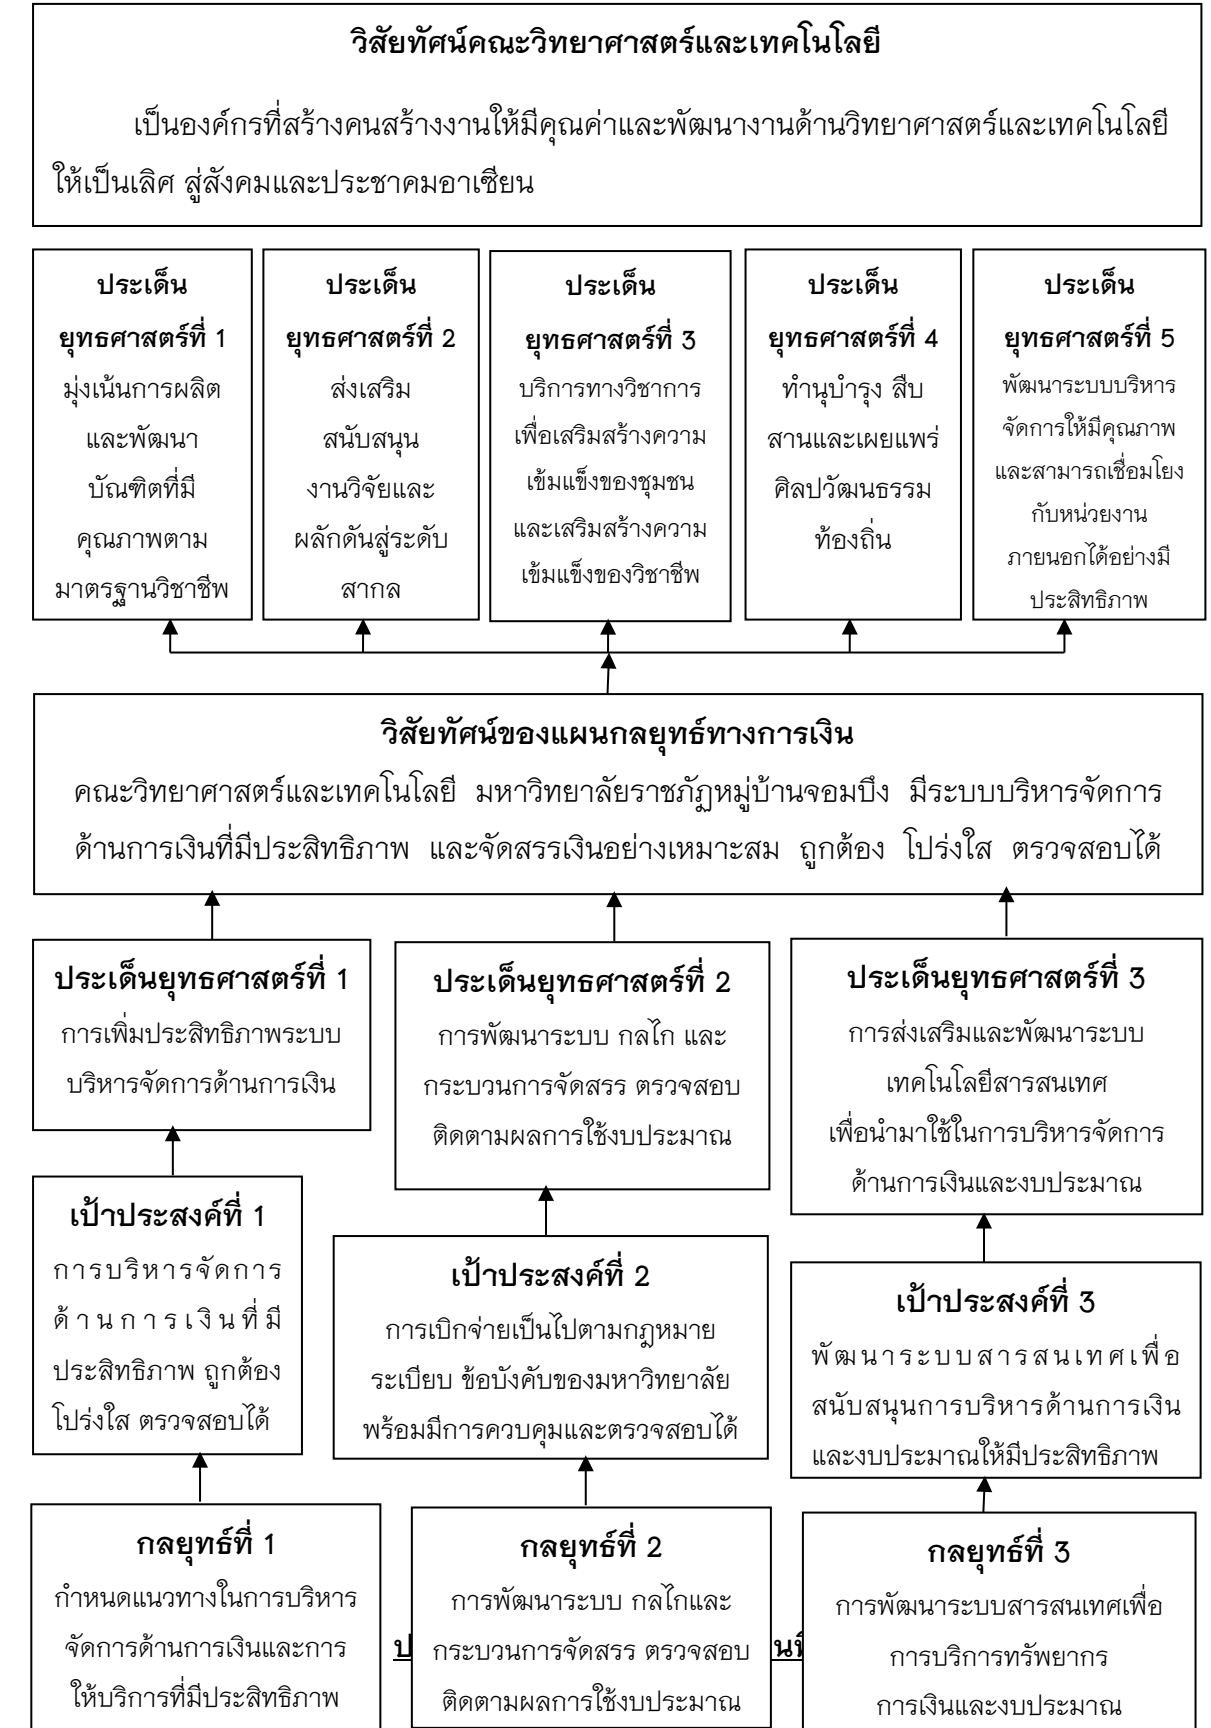 วิสัยทัศน์คณะวิทยาศาสตร์และเทคโนโลยี
เป็นองค์กรที่สร้างคนสร้างงานให้มีคุณค่าและพัฒนางานด้านวิทยาศาสตร์และเทคโนโลยี
ให้เป็นเลิศ สู่สังคมและประชาคมอาเซียน
ประเด็น
ยุทธศาสตร์ที่ 1
มุ่งเน้นการผลิต
และพัฒนา
บัณฑิตที่มี
คุณภาพตาม
มาตรฐานวิชาชีพ
ประเด็น
ยุทธศาสตร์ที่ 2
ส่งเสริม
สนับสนุน
งานวิจัยและ
ผลักดันสู่ระดับ
สากล
ประเด็น
ยุทธศาสตร์ที่ 3
บริการทางวิชาการ
เพื่อเสริมสร้างความ
เข้มแข็งของชุมชน
และเสริมสร้างความ
เข้มแข็งของวิชาชีพ
ประเด็น
ยุทธศาสตร์ที่ 4
ทำนุบำรุง สืบ
สานและเผยแพร่
ศิลปวัฒนธรรม
ท้องถิ่น
ประเด็น
ยุทธศาสตร์ที่ 5
พัฒนาระบบบริหาร
จัดการให้มีคุณภาพ
และสามารถเชื่อมโยง
กับหน่วยงาน
ภายนอกได้อย่างมี
ประสิทธิภาพ
วิสัยทัศน์ของแผนกลยุทธ์ทางการเงิน
คณะวิทยาศาสตร์และเทคโนโลยี มหาวิทยาลัยราชภัฏหมู่บ้านจอมบึง มีระบบบริหารจัดการ
ด้านการเงินที่มีประสิทธิภาพ และจัดสรรเงินอย่างเหมาะสม ถูกต้อง โปร่งใส ตรวจสอบได้
ประเด็นยุทธศาสตร์ที่ 1
การเพิ่มประสิทธิภาพระบบ
บริหารจัดการด้านการเงิน
ประเด็นยุทธศาสตร์ที่ 2
การพัฒนาระบบ กลไก และ
กระบวนการจัดสรร ตรวจสอบ
ติดตามผลการใช้งบประมาณ
ประเด็นยุทธศาสตร์ที่ 3
การส่งเสริมและพัฒนาระบบ
เทคโนโลยีสารสนเทศ
เพื่อนำมาใช้ในการบริหารจัดการ
ด้านการเงินและงบประมาณ
เป้าประสงค์ที่ 1
การบริหารจัดการ
ด้านการเงินที่มี
ประสิทธิภาพ ถูกต้อง
โปร่งใส ตรวจสอบได้
เป้าประสงค์ที่ 2
การเบิกจ่ายเป็นไปตามกฎหมาย
ระเบียบ ข้อบังคับของมหาวิทยาลัย
พร้อมมีการควบคุมและตรวจสอบได้
เป้าประสงค์ที่ 3
พัฒนาระบบสารสนเทศเพื่อ
สนับสนุนการบริหารด้านการเงิน
และงบประมาณให้มีประสิทธิภาพ
กลยุทธ์ที่ 1
กำหนดแนวทางในการบริหาร
จัดการด้านการเงินและการ
ให้บริการที่มีประสิทธิภาพ
กลยุทธ์ที่ 2
การพัฒนาระบบ กลไกและ
กระบวนการจัดสรร ตรวจสอบ
ติดตามผลการใช้งบประมาณ
กลยุทธ์ที่ 3
การพัฒนาระบบสารสนเทศเพื่อ
การบริการทรัพยากร
การเงินและงบประมาณ